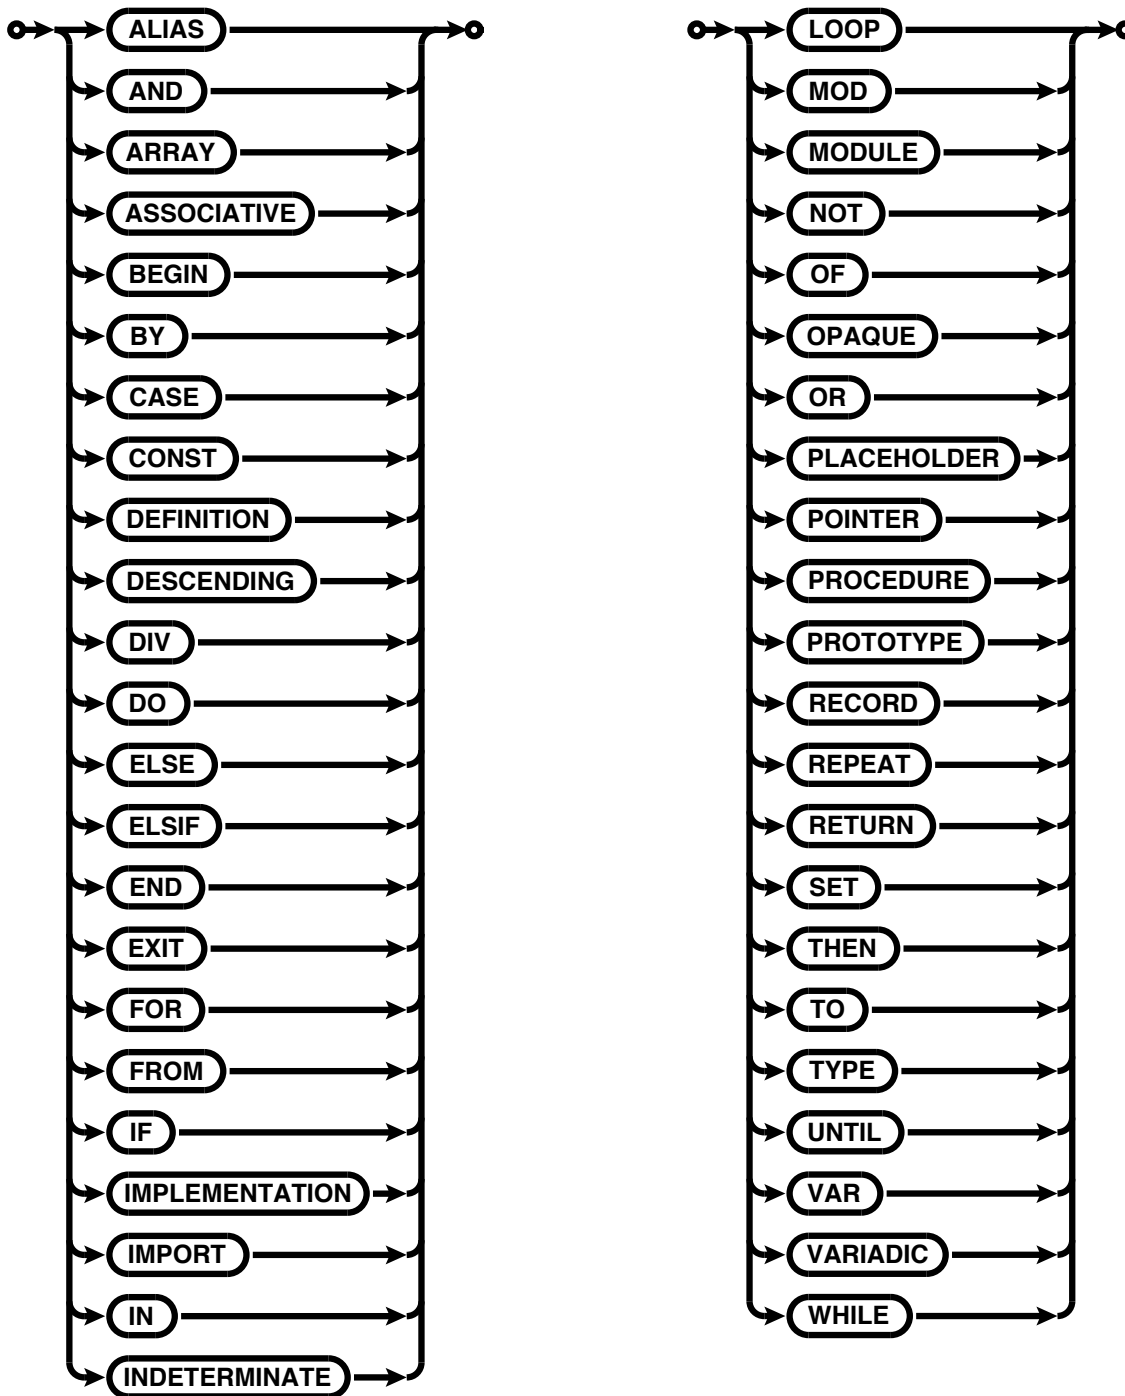 ALIAS
AND
ARRAY
ASSOCIATIVE
BEGIN
BY
CASE
CONST
DEFINITION
DESCENDING
DIV
DO
ELSE
ELSIF
END
EXIT
FOR
FROM
IF
IMPLEMENTATION
IMPORT
IN
INDETERMINATE
LOOP
MOD
MODULE
NOT
OF
OPAQUE
OR
PLACEHOLDER
POINTER
PROCEDURE
PROTOTYPE
RECORD
REPEAT
RETURN
SET
THEN
TO
TYPE
UNTIL
VAR
VARIADIC
WHILE